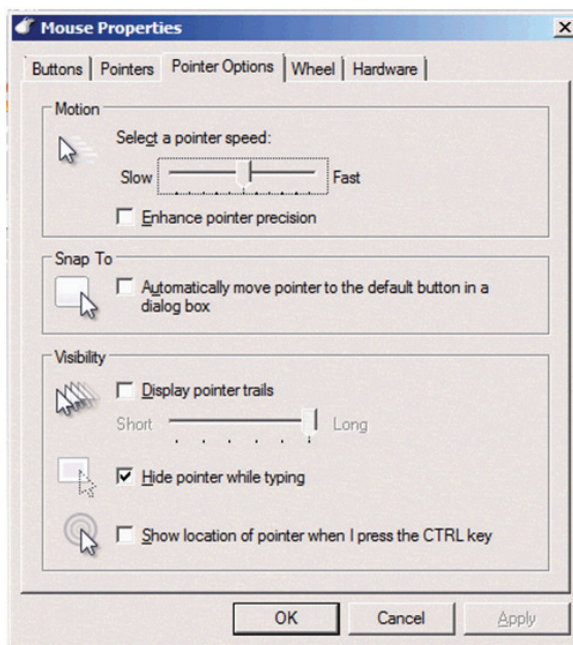 Mouse Properties
Buttons Pointers Pointer Options Wheel Hardware
Motion
Select a pointer speed:
Slow Fast
Enhance pointer precision
Snap To
Automatically move pointer to the default button in a
dialog box
Visibility
Display pointer trails
Short Long
Hide pointer while typing
Show location of pointer when I press the CTRL key
OK Cancel Apply